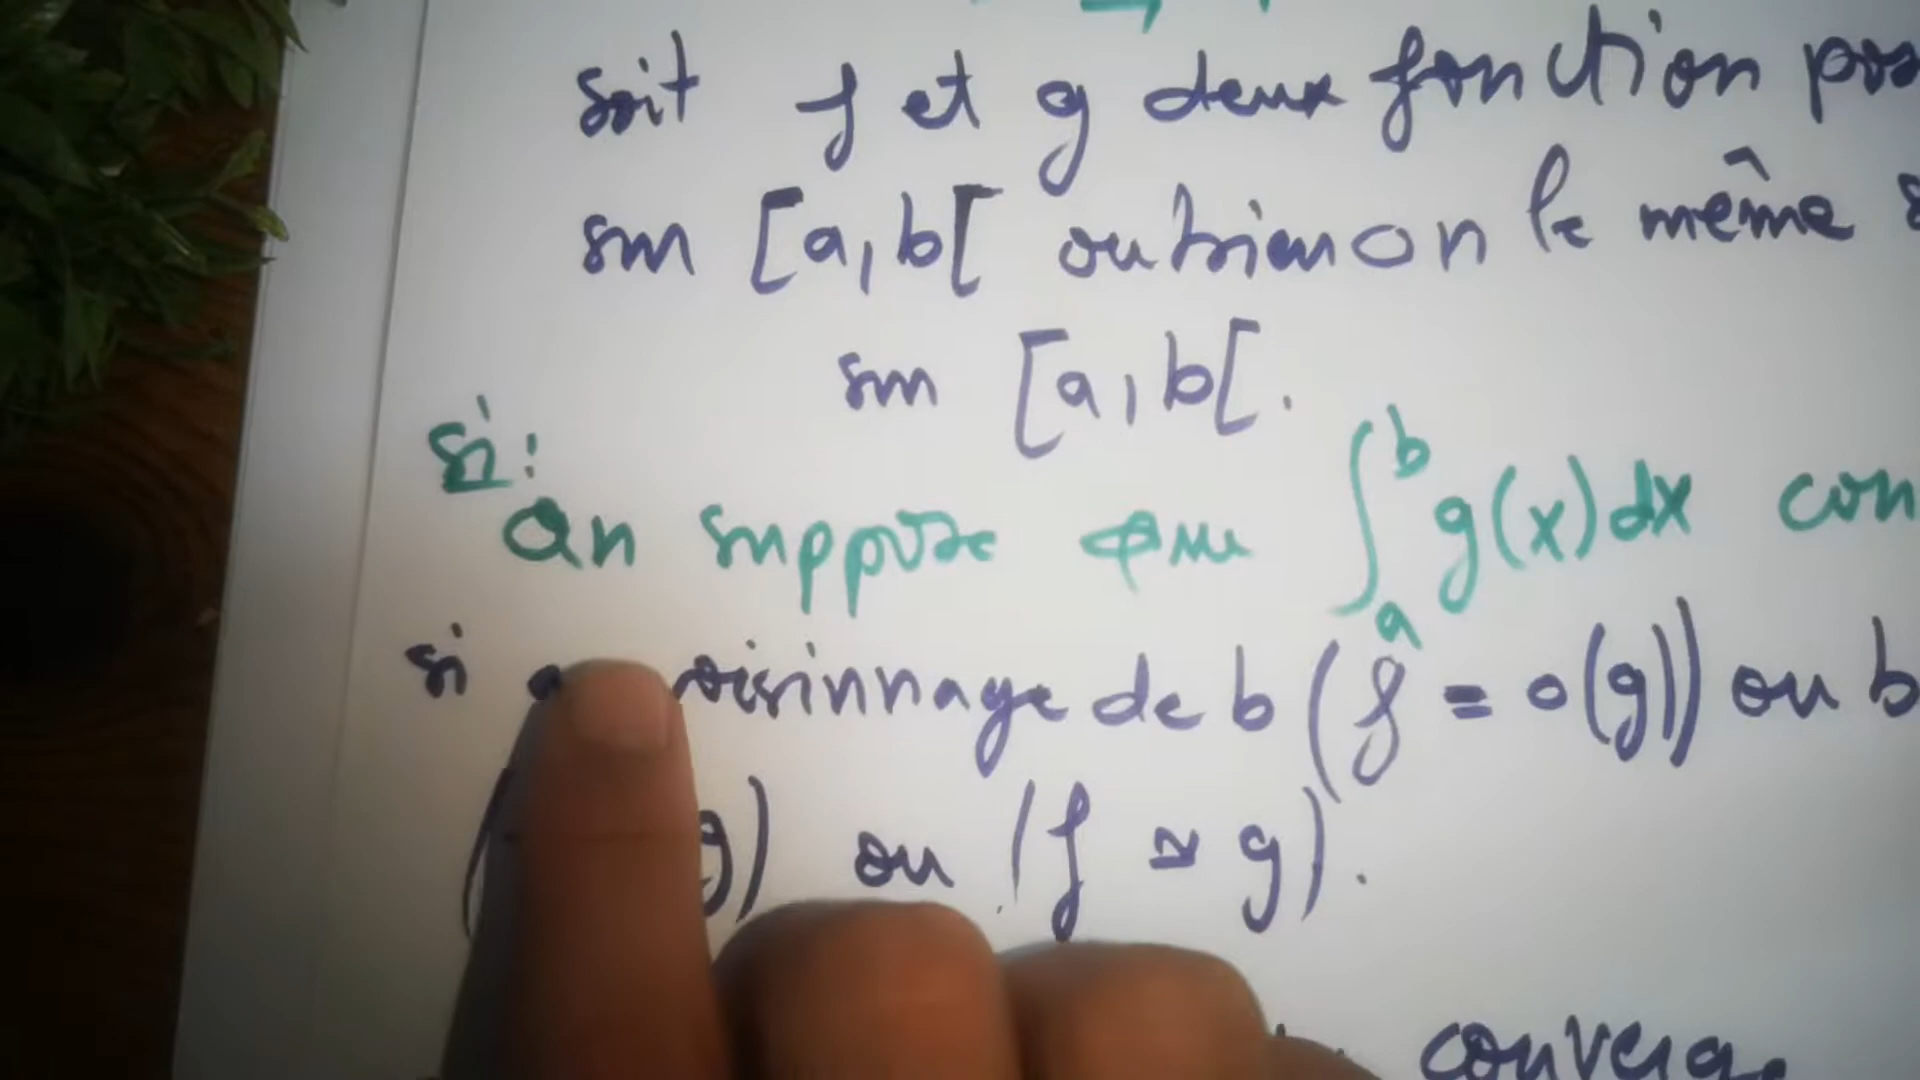 soit f et g deux fonction pos
sur [a,b[ ou bien on le même s
sur [a,b[.
si:
on suppose que ∫_a^b g(x)dx con
si voisinnage de b (f = o(g)) ou b
g) ou (f ≃ g).
converge